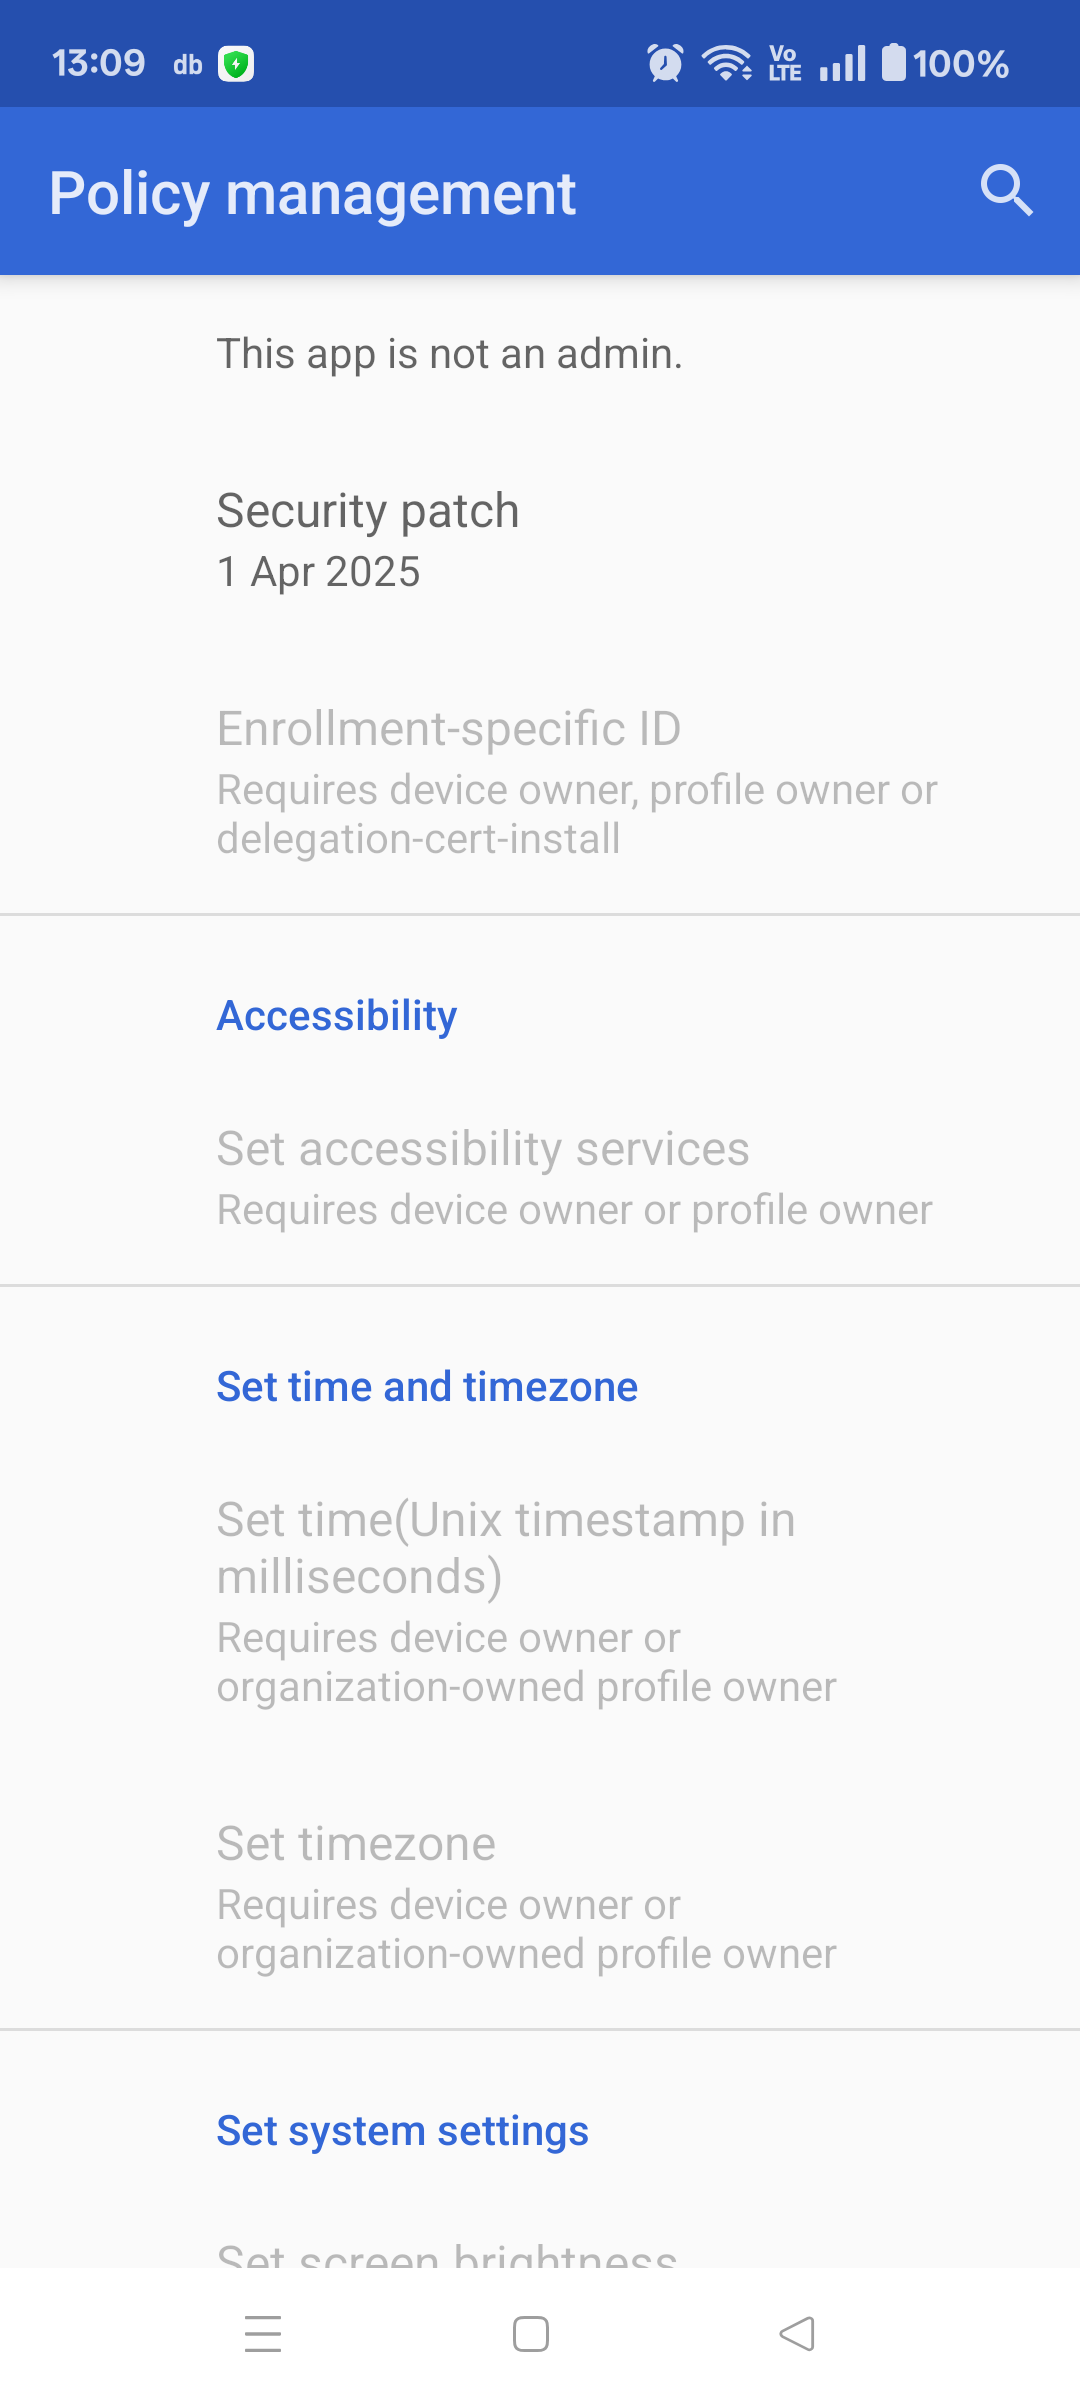 13:09 db Vo LTE 100%
Policy management
This app is not an admin.
Security patch
1 Apr 2025
Enrollment-specific ID
Requires device owner, profile owner or
delegation-cert-install
Accessibility
Set accessibility services
Requires device owner or profile owner
Set time and timezone
Set time(Unix timestamp in
milliseconds)
Requires device owner or
organization-owned profile owner
Set timezone
Requires device owner or
organization-owned profile owner
Set system settings
Set screen brightness